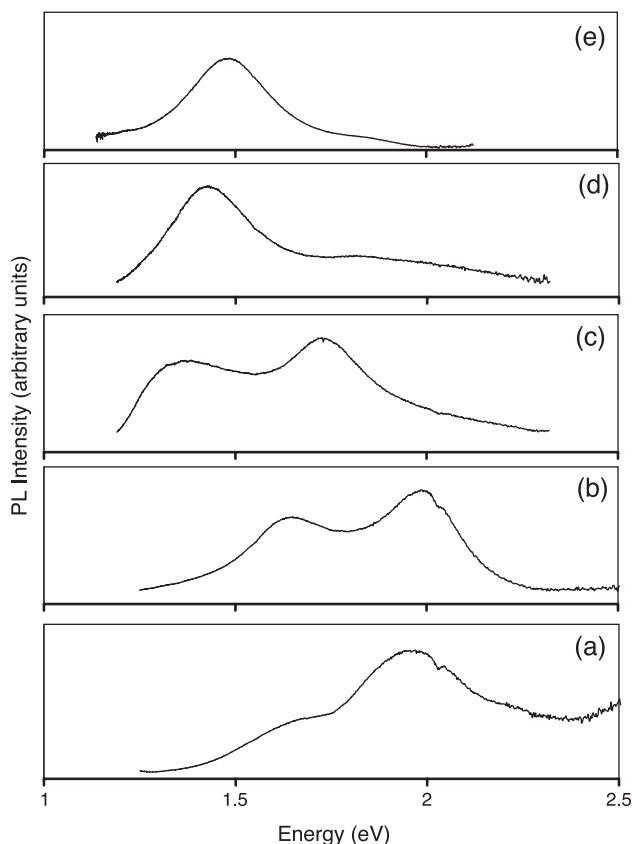 (e)
(d)
(c)
(b)
(a)
PL Intensity (arbitrary units)
1 1.5 2 2.5
Energy (eV)